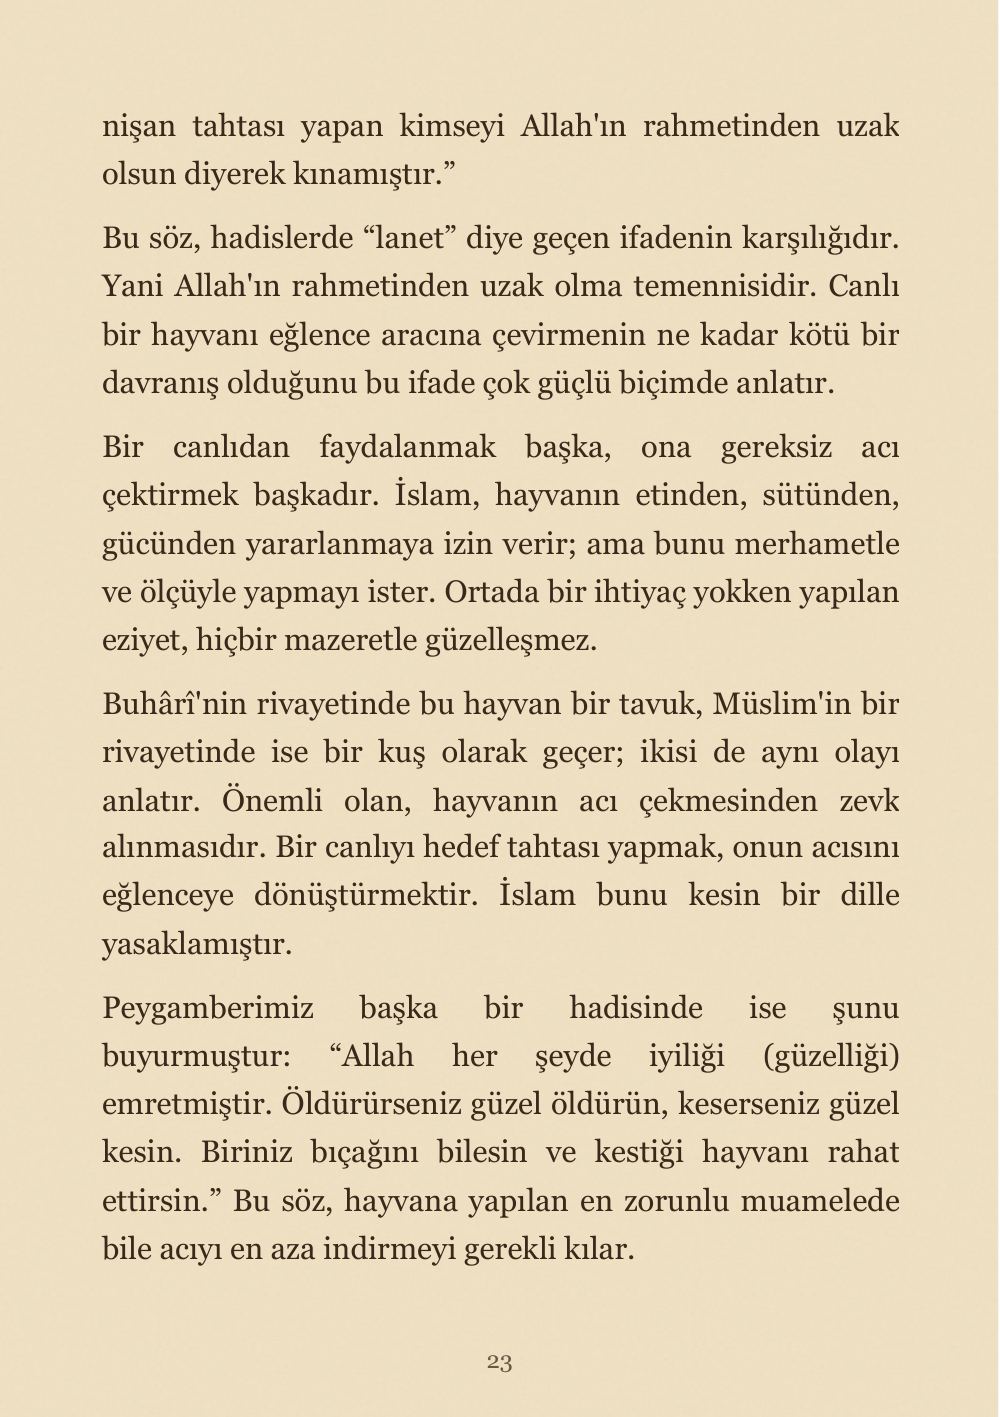 nişan tahtası yapan kimseyi Allah'ın rahmetinden uzak
olsun diyerek kınamıştır.”
Bu söz, hadislerde “lanet” diye geçen ifadenin karşılığıdır.
Yani Allah'ın rahmetinden uzak olma temennisidir. Canlı
bir hayvanı eğlence aracına çevirmenin ne kadar kötü bir
davranış olduğunu bu ifade çok güçlü biçimde anlatır.
Bir canlıdan faydalanmak başka, ona gereksiz acı
çektirmek başkadır. İslam, hayvanın etinden, sütünden,
gücünden yararlanmaya izin verir; ama bunu merhametle
ve ölçüyle yapmayı ister. Ortada bir ihtiyaç yokken yapılan
eziyet, hiçbir mazeretle güzelleşmez.
Buhârî'nin rivayetinde bu hayvan bir tavuk, Müslim'in bir
rivayetinde ise bir kuş olarak geçer; ikisi de aynı olayı
anlatır. Önemli olan, hayvanın acı çekmesinden zevk
alınmasıdır. Bir canlıyı hedef tahtası yapmak, onun acısını
eğlenceye dönüştürmektir. İslam bunu kesin bir dille
yasaklamıştır.
Peygamberimiz başka bir hadisinde ise şunu
buyurmuştur: “Allah her şeyde iyiliği (güzelliği)
emretmiştir. Öldürürseniz güzel öldürün, keserseniz güzel
kesin. Biriniz bıçağını bilesin ve kestiği hayvanı rahat
ettirsin.” Bu söz, hayvana yapılan en zorunlu muamelede
bile acıyı en aza indirmeyi gerekli kılar.
23